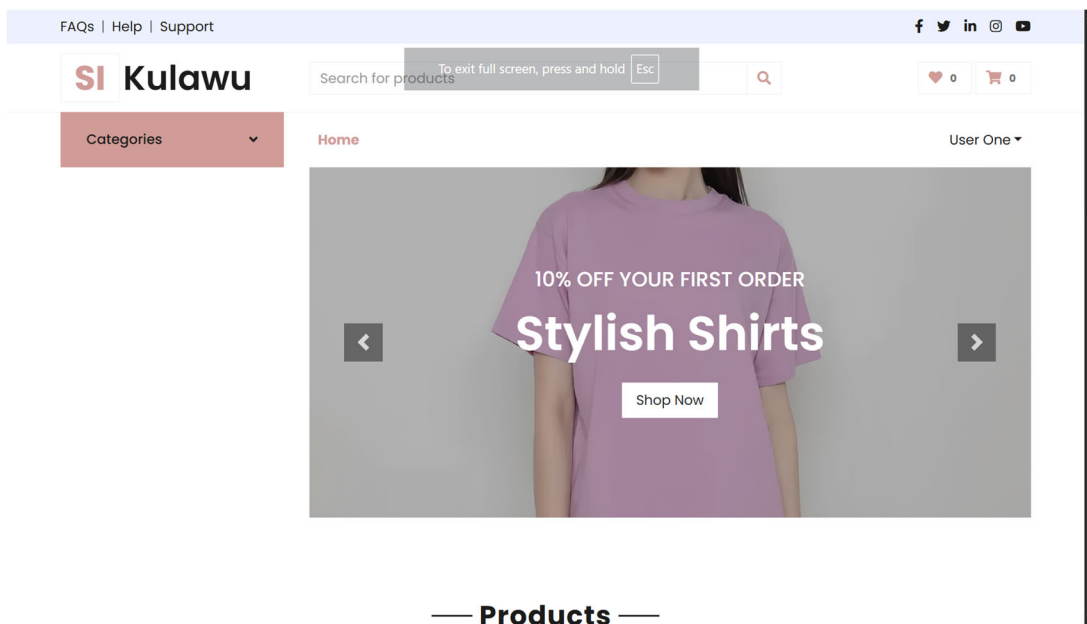 FAQs | Help | Support
SI Kulawu
Search for products
To exit full screen, press and hold Esc
0
0
Categories
Home
User One
10% OFF YOUR FIRST ORDER
Stylish Shirts
Shop Now
Products